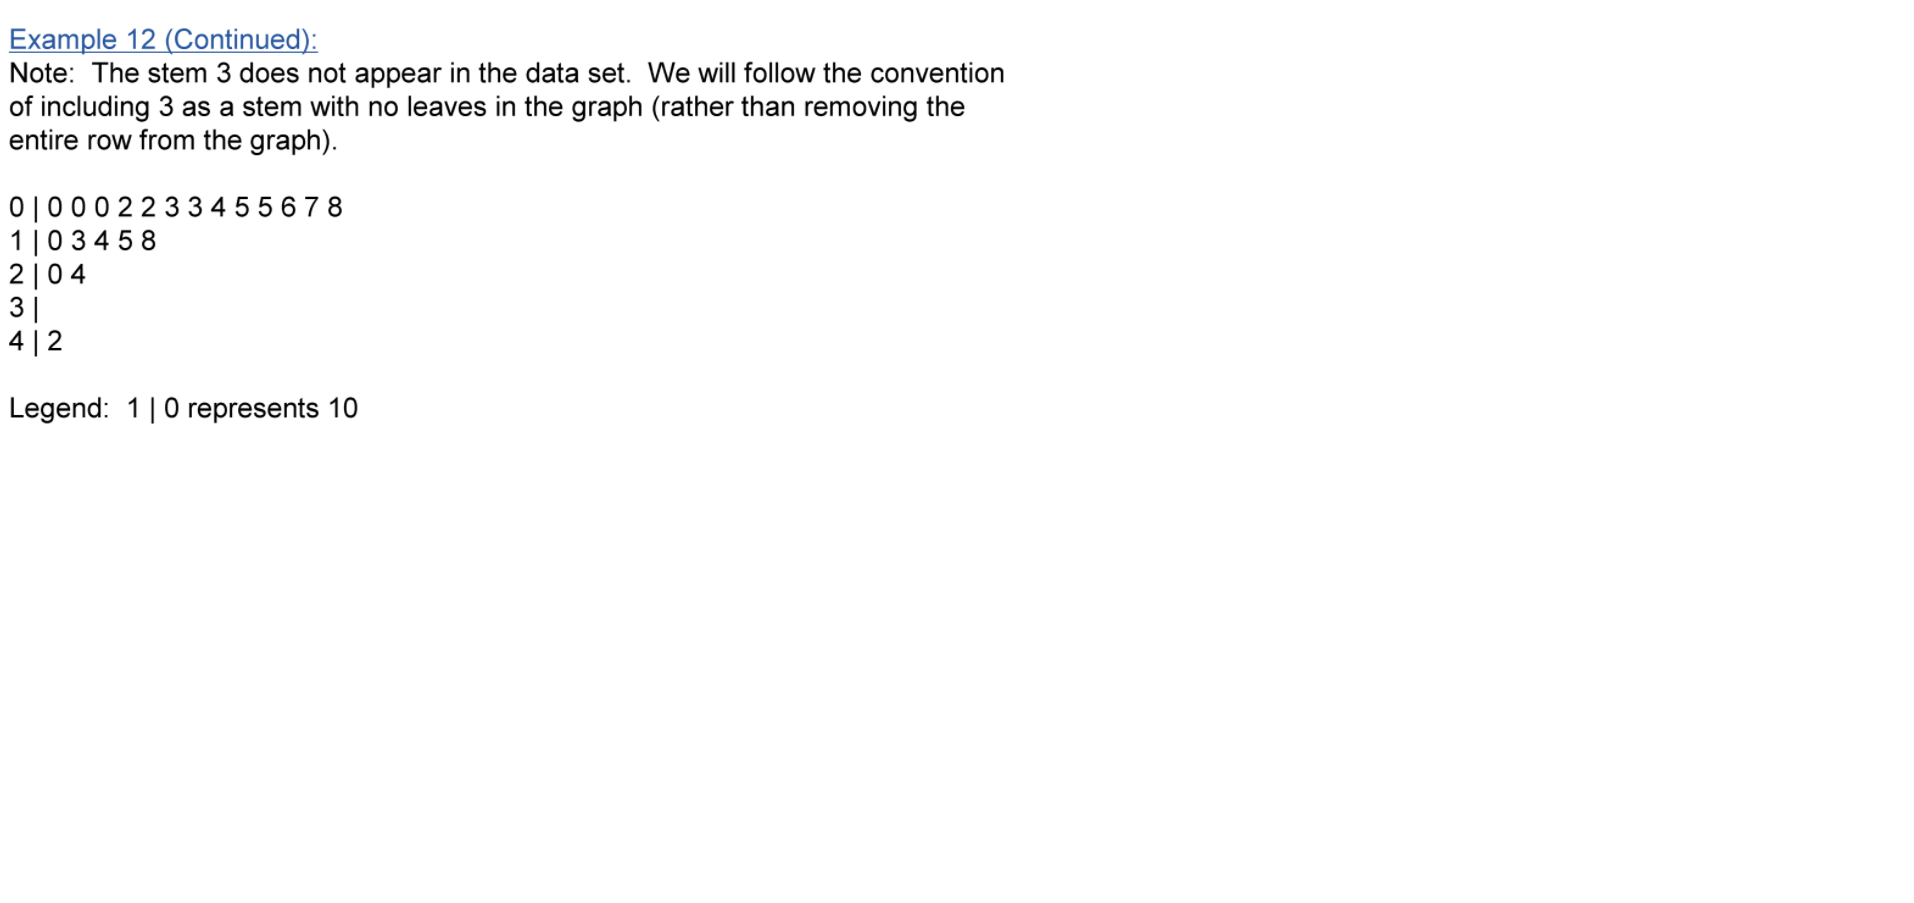 Example 12 (Continued):
Note:  The stem 3 does not appear in the data set.  We will follow the convention
of including 3 as a stem with no leaves in the graph (rather than removing the
entire row from the graph).
0 | 0 0 0 2 2 3 3 4 5 5 6 7 8
1 | 0 3 4 5 8
2 | 0 4
3 |
4 | 2
Legend:  1 | 0 represents 10